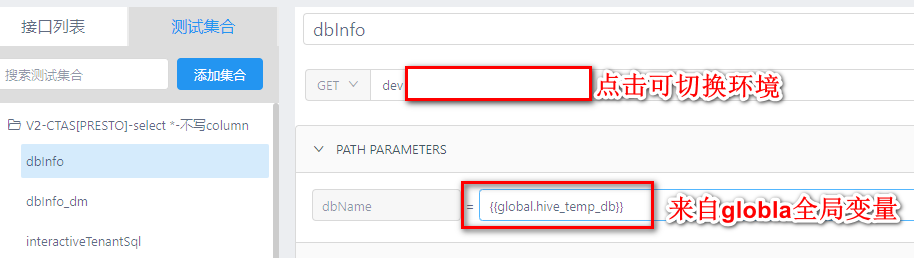 接口列表
测试集合
搜索测试集合
添加集合
V2-CTAS[PRESTO]-select *-不写column
dbInfo
dbInfo_dm
interactiveTenantSql
dbInfo
GET
dev
点击可切换环境
PATH PARAMETERS
dbName
=
{{global.hive_temp_db}}
来自globla全局变量